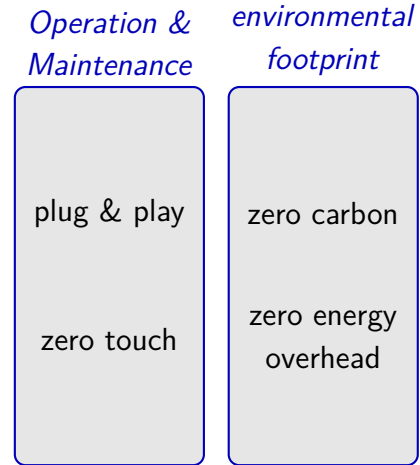 Operation &
Maintenance
plug & play
zero touch
environmental
footprint
zero carbon
zero energy
overhead